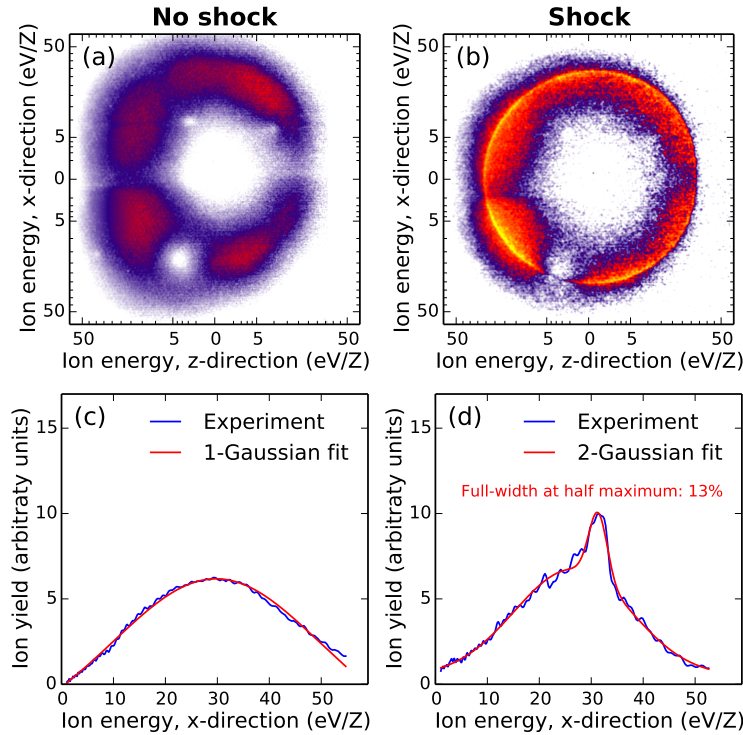 No shock
Shock
(a)
(b)
Ion energy, x-direction (eV/Z)
50
5
0
5
50
50
5
0
5
50
Ion energy, z-direction (eV/Z)
Ion energy, x-direction (eV/Z)
50
5
0
5
50
50
5
0
5
50
Ion energy, z-direction (eV/Z)
(c)
Experiment
1-Gaussian fit
Ion yield (arbitraty units)
15
10
5
0
0
10
20
30
40
50
Ion energy, x-direction (eV/Z)
(d)
Experiment
2-Gaussian fit
Full-width at half maximum: 13%
Ion yield (arbitraty units)
15
10
5
0
0
10
20
30
40
50
Ion energy, x-direction (eV/Z)